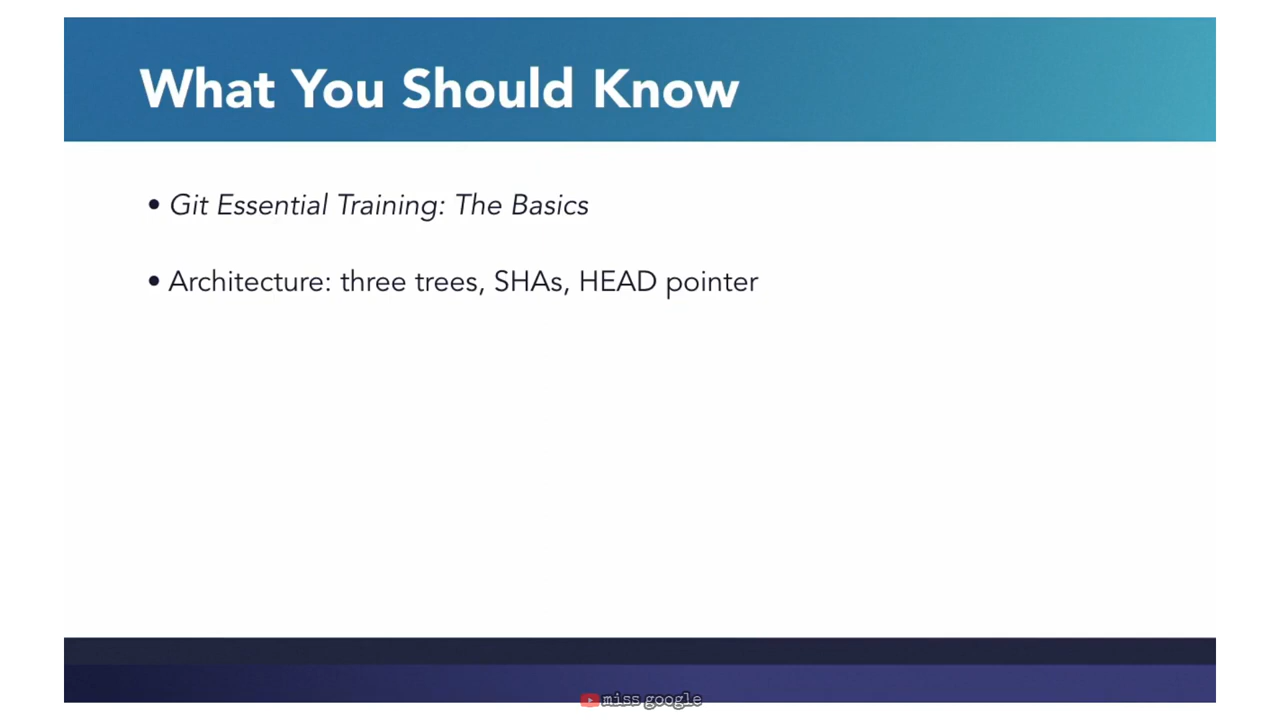 What You Should Know
• Git Essential Training: The Basics
• Architecture: three trees, SHAs, HEAD pointer
miss google